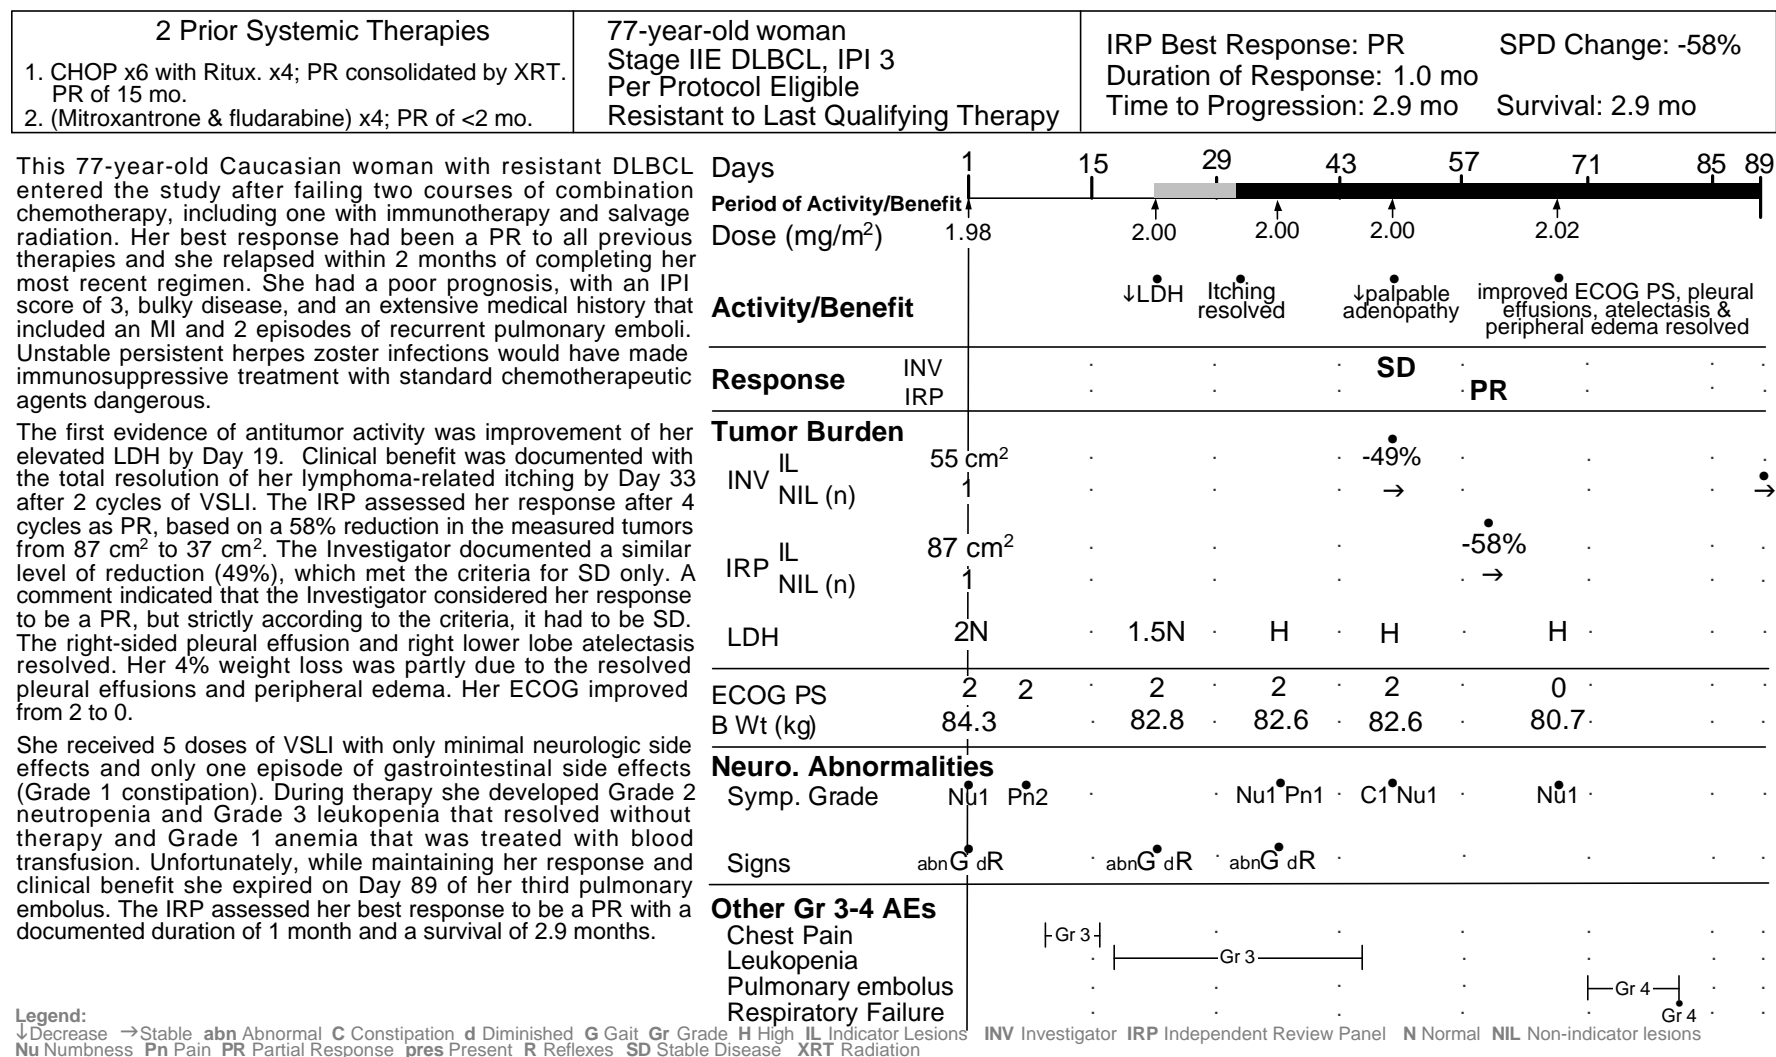 2 Prior Systemic Therapies
1. CHOP x6 with Ritux. x4; PR consolidated by XRT.
PR of 15 mo.
2. (Mitroxantrone & fludarabine) x4; PR of <2 mo.
77-year-old woman
Stage IIE DLBCL, IPI 3
Per Protocol Eligible
Resistant to Last Qualifying Therapy
IRP Best Response: PR SPD Change: -58%
Duration of Response: 1.0 mo
Time to Progression: 2.9 mo Survival: 2.9 mo
This 77-year-old Caucasian woman with resistant DLBCL
entered the study after failing two courses of combination
chemotherapy, including one with immunotherapy and salvage
radiation. Her best response had been a PR to all previous
therapies and she relapsed within 2 months of completing her
most recent regimen. She had a poor prognosis, with an IPI
score of 3, bulky disease, and an extensive medical history that
included an MI and 2 episodes of recurrent pulmonary emboli.
Unstable persistent herpes zoster infections would have made
immunosuppressive treatment with standard chemotherapeutic
agents dangerous.
The first evidence of antitumor activity was improvement of her
elevated LDH by Day 19. Clinical benefit was documented with
the total resolution of her lymphoma-related itching by Day 33
after 2 cycles of VSLI. The IRP assessed her response after 4
cycles as PR, based on a 58% reduction in the measured tumors
from 87 cm² to 37 cm². The Investigator documented a similar
level of reduction (49%), which met the criteria for SD only. A
comment indicated that the Investigator considered her response
to be a PR, but strictly according to the criteria, it had to be SD.
The right-sided pleural effusion and right lower lobe atelectasis
resolved. Her 4% weight loss was partly due to the resolved
pleural effusions and peripheral edema. Her ECOG improved
from 2 to 0.
She received 5 doses of VSLI with only minimal neurologic side
effects and only one episode of gastrointestinal side effects
(Grade 1 constipation). During therapy she developed Grade 2
neutropenia and Grade 3 leukopenia that resolved without
therapy and Grade 1 anemia that was treated with blood
transfusion. Unfortunately, while maintaining her response and
clinical benefit she expired on Day 89 of her third pulmonary
embolus. The IRP assessed her best response to be a PR with a
documented duration of 1 month and a survival of 2.9 months.
Days 1 15 29 43 57 71 85 89
Period of Activity/Benefit
Dose (mg/m²) 1.98 2.00 2.00 2.00 2.02
Activity/Benefit
↓LDH
Itching
resolved
↓palpable
adenopathy
improved ECOG PS, pleural
effusions, atelectasis &
peripheral edema resolved
Response
INV SD
IRP PR
Tumor Burden
INV
IL 55 cm² -49%
NIL (n) 1 → →
IRP
IL 87 cm² -58%
NIL (n) 1 →
LDH 2N 1.5N H H H
ECOG PS 2 2 2 2 2 0
B Wt (kg) 84.3 82.8 82.6 82.6 80.7
Neuro. Abnormalities
Symp. Grade Nu1 Pn2 Nu1 Pn1 C1 Nu1 Nu1
Signs abnG dR abnG dR abnG dR
Other Gr 3-4 AEs
Chest Pain Gr 3
Leukopenia Gr 3
Pulmonary embolus Gr 4
Respiratory Failure Gr 4
Legend:
↓Decrease →Stable abn Abnormal C Constipation d Diminished G Gait Gr Grade H High IL Indicator Lesions INV Investigator IRP Independent Review Panel N Normal NIL Non-indicator lesions
Nu Numbness Pn Pain PR Partial Response pres Present R Reflexes SD Stable Disease XRT Radiation